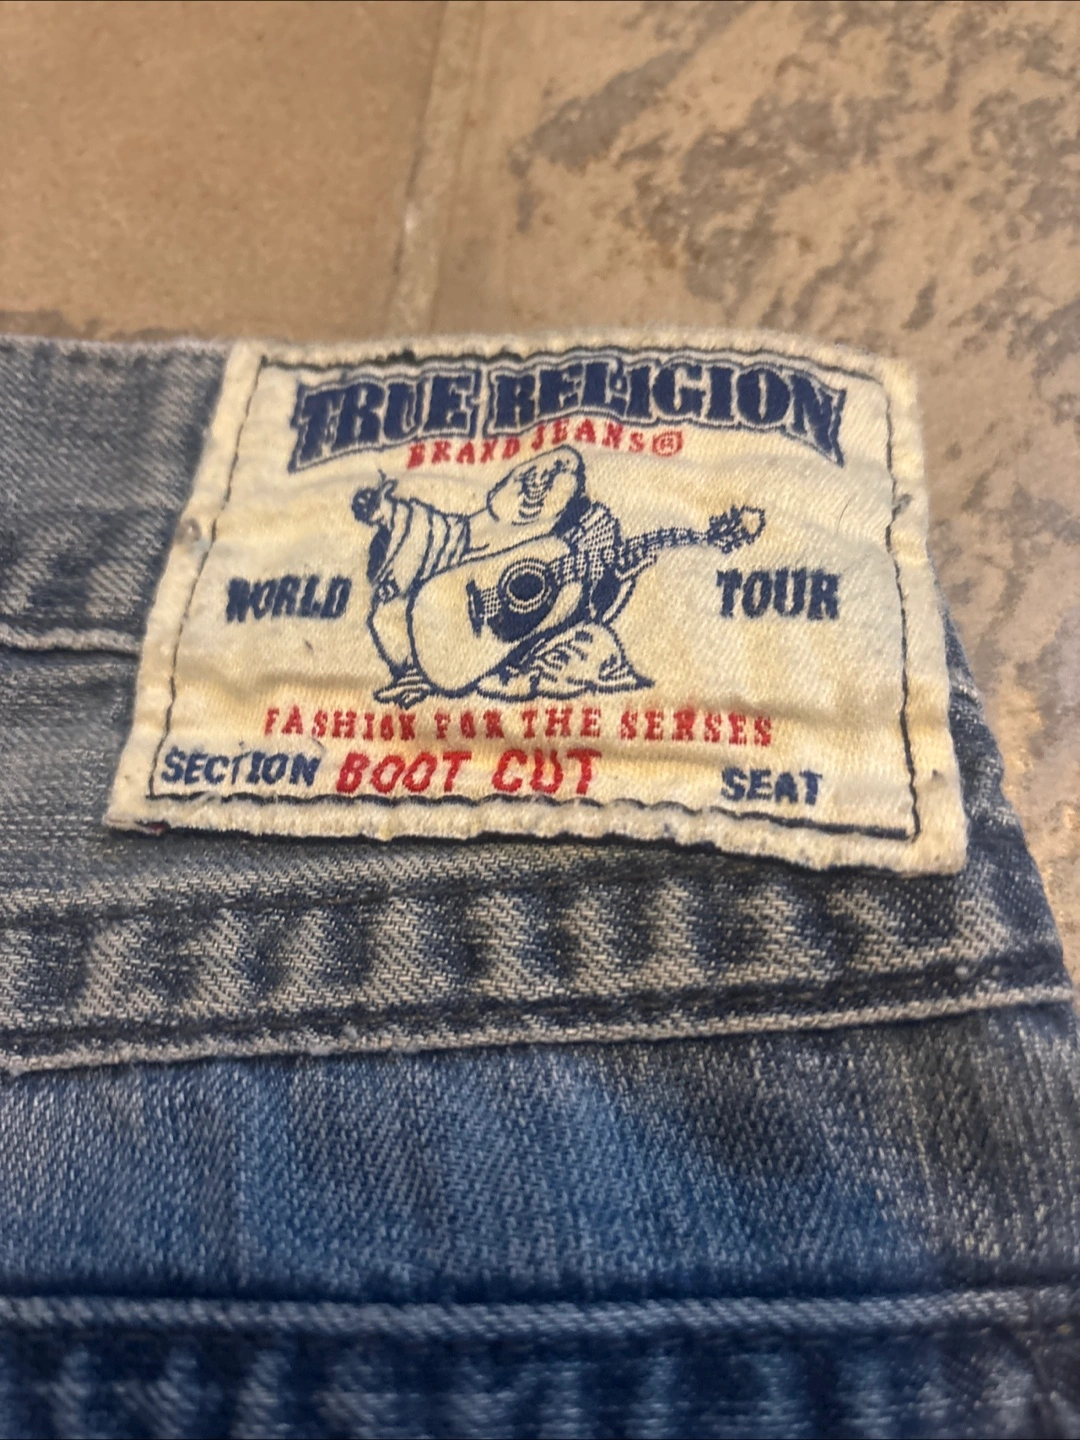 TRUE RELIGION
BRAND JEANS®
WORLD TOUR
FASHION FOR THE SENSES
SECTION BOOT CUT SEAT